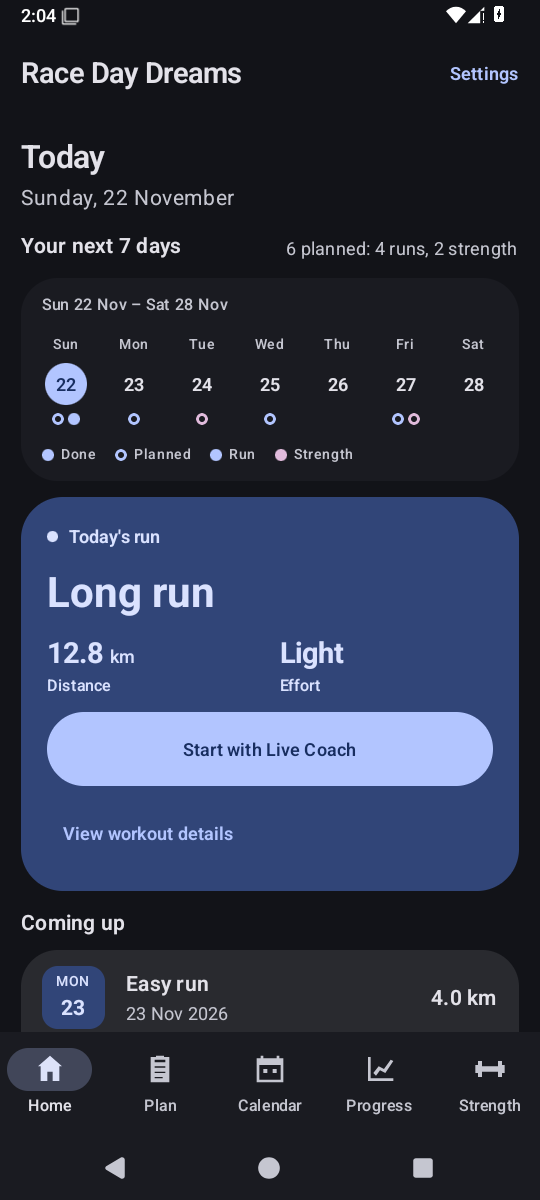 2:04
Race Day Dreams
Settings
Today
Sunday, 22 November
Your next 7 days
6 planned: 4 runs, 2 strength
Sun 22 Nov – Sat 28 Nov
Sun Mon Tue Wed Thu Fri Sat
22 23 24 25 26 27 28
Done Planned Run Strength
Today's run
Long run
12.8 km Light
Distance Effort
Start with Live Coach
View workout details
Coming up
MON
23
Easy run
23 Nov 2026
4.0 km
Home Plan Calendar Progress Strength